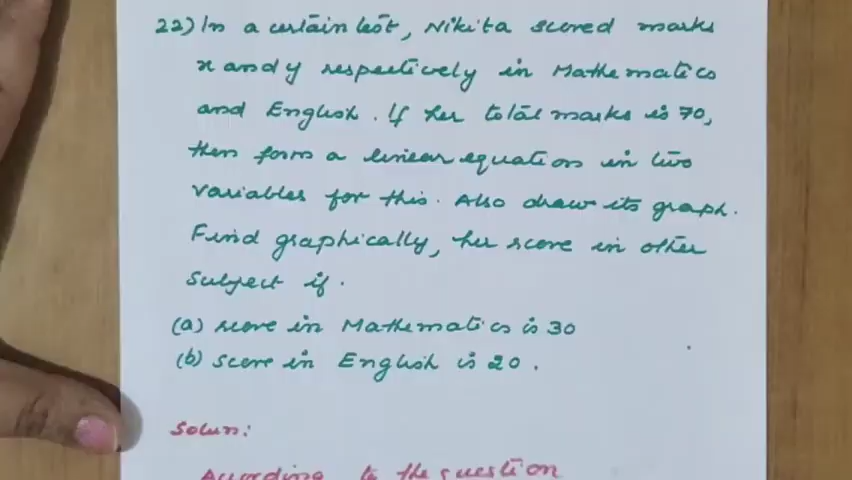 22) In a certain test, Nikita scored marks
x and y respectively in Mathematics
and English. If her total marks is 70,
then form a linear equation in two
variables for this. Also draw its graph.
Find graphically, her score in other
subject if.
(a) score in Mathematics is 30
(b) score in English is 20.
Solun:
According to the question